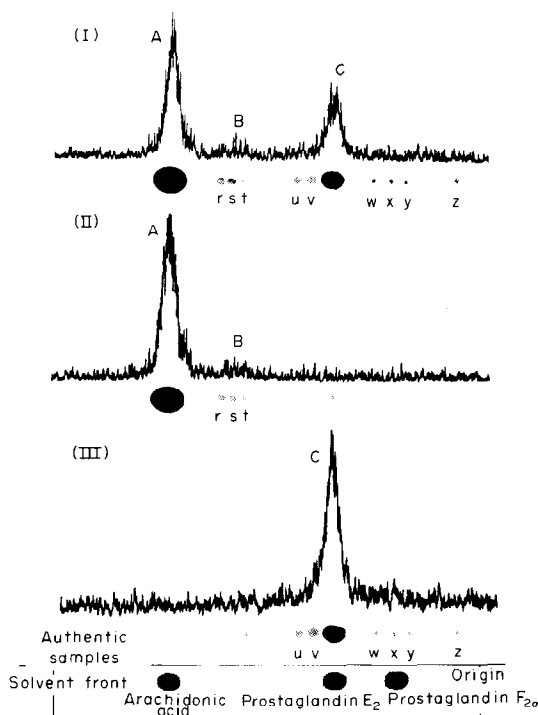 (I)
A
B
C
r s t u v w x y z
(II)
A
B
r s t
(III)
C
Authentic samples
u v w x y z
Solvent front
Origin
Arachidonic acid
Prostaglandin E₂
Prostaglandin F₂α